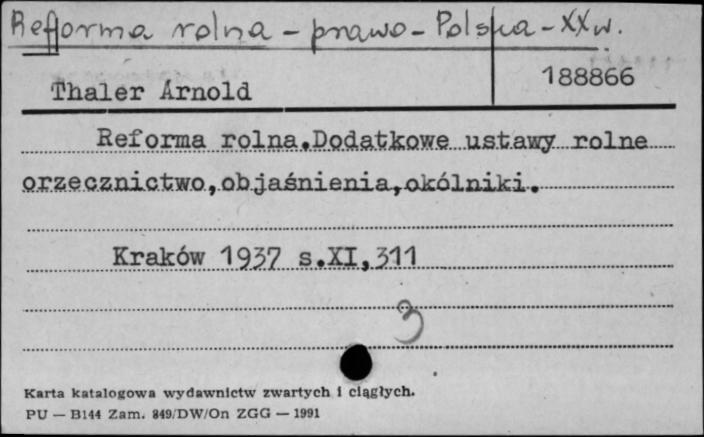 Reforma rolna - prawo - Polska - XX w.
188866
Thaler Arnold
Reforma rolna.Dodatkowe ustawy rolne
orzecznictwo,objaśnienia,okólniki.
Kraków 1937 s.XI,311
3
Karta katalogowa wydawnictw zwartych i ciągłych.
PU — B144 Zam. 849/DW/On ZGG — 1991